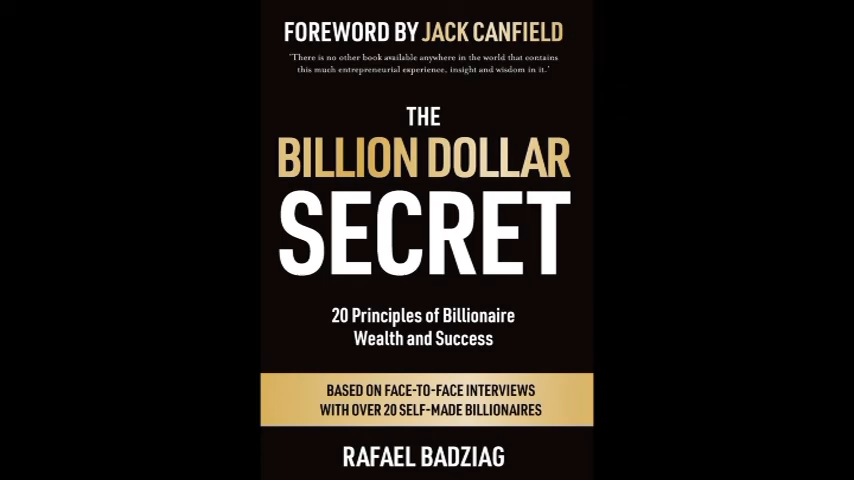 FOREWORD BY JACK CANFIELD
'There is no other book available anywhere in the world that contains
this much entrepreneurial experience, insight and wisdom in it.'
THE
BILLION DOLLAR
SECRET
20 Principles of Billionaire
Wealth and Success
BASED ON FACE-TO-FACE INTERVIEWS
WITH OVER 20 SELF-MADE BILLIONAIRES
RAFAEL BADZIAG